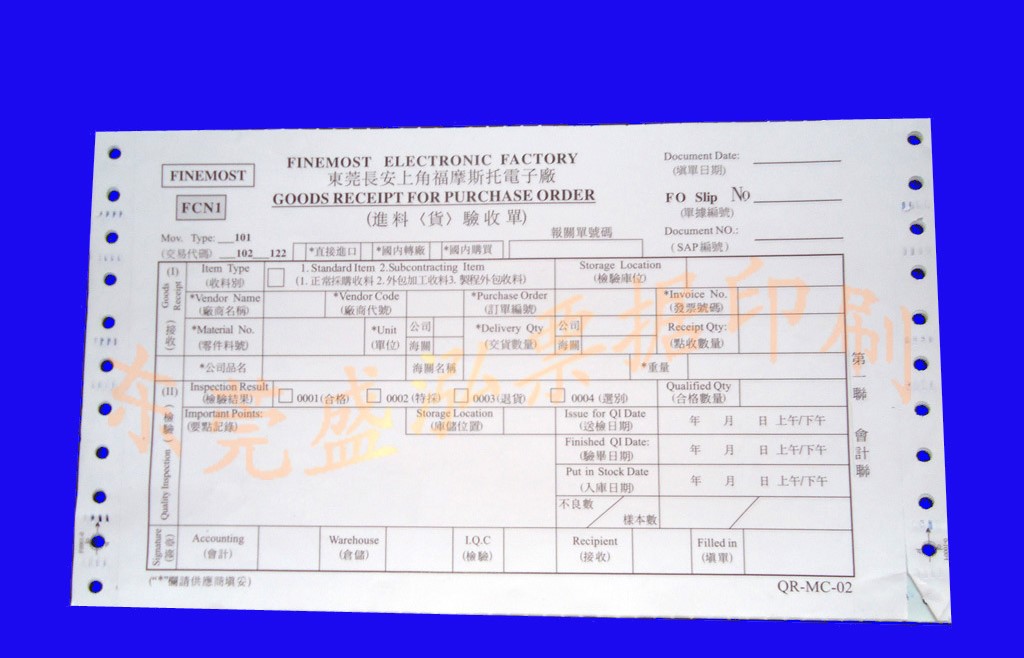 FINEMOST
FCN1
FINEMOST ELECTRONIC FACTORY
東莞長安上角福摩斯托電子廠
GOODS RECEIPT FOR PURCHASE ORDER
(進料〈貨〉驗收單)
Document Date:
(填單日期)
FO Slip No
(單據編號)
Document NO.:
(SAP編號)
Mov. Type: ___101
(交易代碼) ___102___122
*直接進口 *國內轉廠 *國內購買
報關單號碼
(I) Goods Receipt (收貨)
Item Type
(收料別)
1. Standard Item 2.Subcontracting Item
(1. 正常採購收料 2. 外包加工收料3. 製程外包收料)
Storage Location
(檢驗庫位)
*Vendor Name
(廠商名稱)
*Vendor Code
(廠商代號)
*Purchase Order
(訂單編號)
*Invoice No.
(發票號碼)
*Material No.
(零件料號)
*Unit
(單位)
公司
海關
*Delivery Qty
(交貨數量)
公司
海關
Receipt Qty:
(點收數量)
*公司品名
海關名稱
*重量
(II) Quality Inspection (驗檢)
Inspection Result
(檢驗結果)
0001(合格)
0002 (特採)
0003 (退貨)
0004 (選別)
Qualified Qty
(合格數量)
Important Points:
(要點記錄)
Storage Location
(庫儲位置)
Issue for QI Date
(送檢日期)
年 月 日 上午/下午
Finished QI Date:
(驗畢日期)
年 月 日 上午/下午
Put in Stock Date
(入庫日期)
年 月 日 上午/下午
不良數
樣本數
Signature (簽章)
Accounting
(會計)
Warehouse
(倉儲)
I.Q.C
(檢驗)
Recipient
(接收)
Filled in
(填單)
("*"欄請供應商填妥)
QR-MC-02
第一聯 會計聯
东莞盛泓票据印刷